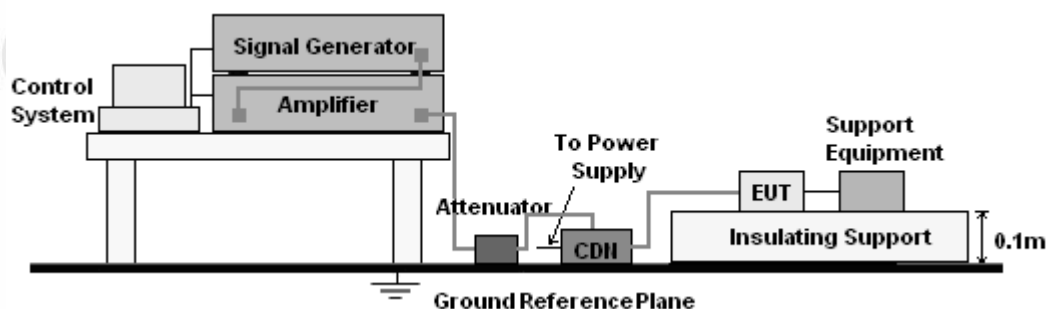 Signal Generator
Control
System
Amplifier
To Power
Supply
Support
Equipment
Attenuator
EUT
CDN
Insulating Support
0.1m
Ground Reference Plane